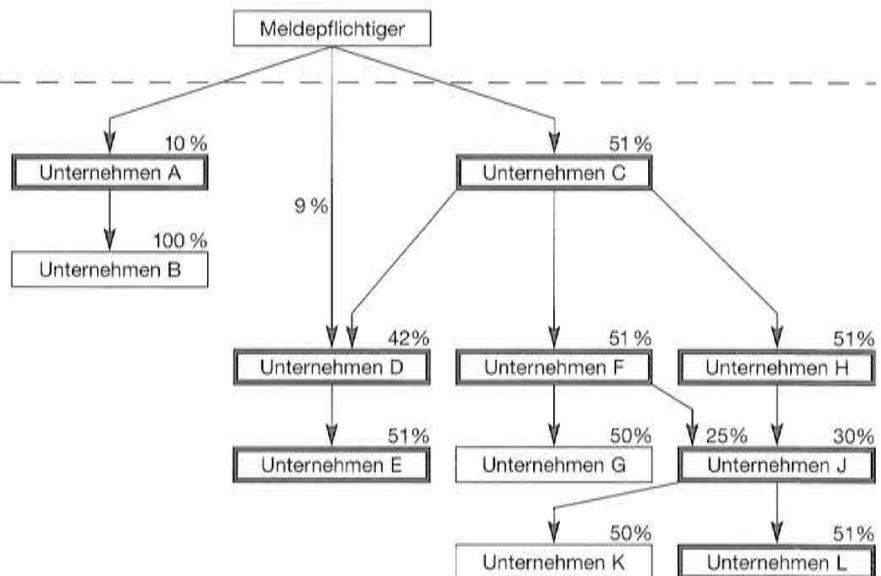 Meldepflichtiger
10 %
51 %
Unternehmen A
Unternehmen C
9 %
100 %
Unternehmen B
42%
51 %
51%
Unternehmen D
Unternehmen F
Unternehmen H
51%
50%
25%
30%
Unternehmen E
Unternehmen G
Unternehmen J
50%
51%
Unternehmen K
Unternehmen L